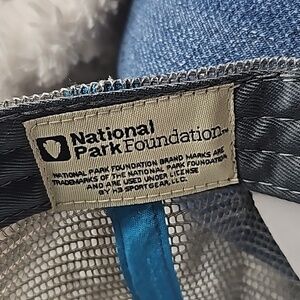 National
Park Foundation™
NATIONAL PARK FOUNDATION BRAND MARKS ARE
TRADEMARKS OF THE NATIONAL PARK FOUNDATION
AND ARE USED UNDER LICENSE
BY H3 SPORTGEAR, LLC.